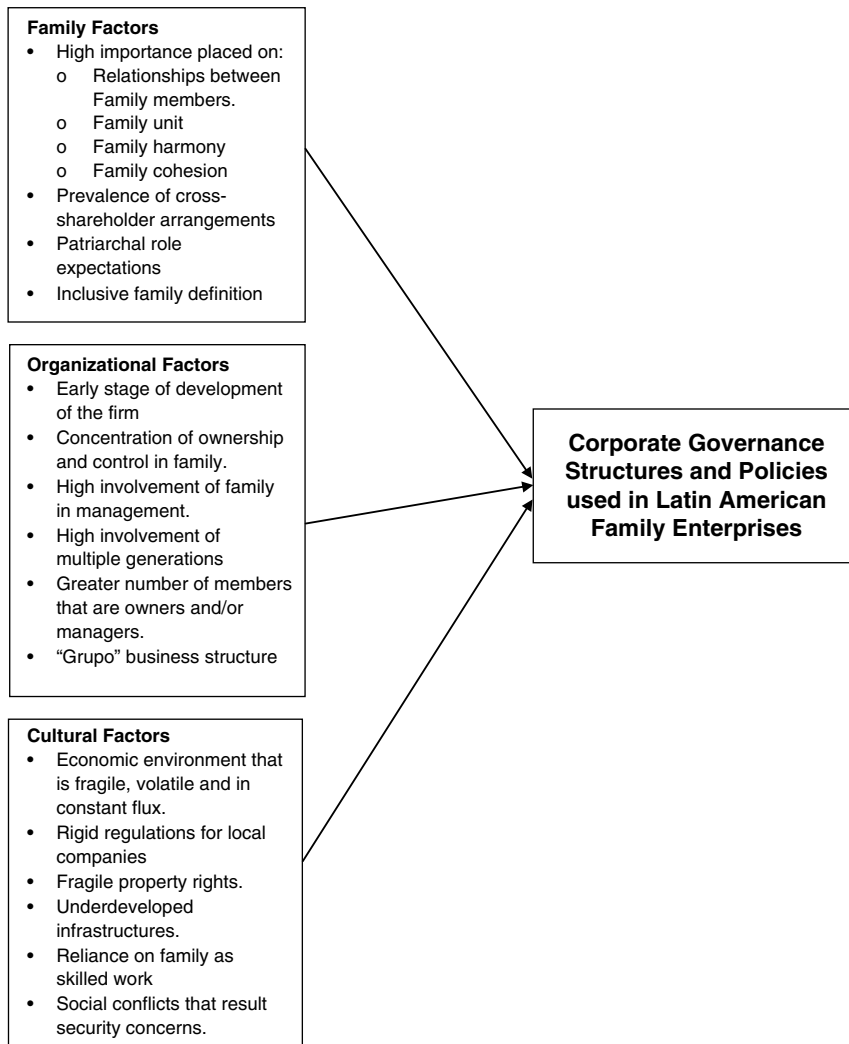 Family Factors
• High importance placed on:
o Relationships between
Family members.
o Family unit
o Family harmony
o Family cohesion
• Prevalence of cross-
shareholder arrangements
• Patriarchal role
expectations
• Inclusive family definition
Organizational Factors
• Early stage of development
of the firm
• Concentration of ownership
and control in family.
• High involvement of family
in management.
• High involvement of
multiple generations
• Greater number of members
that are owners and/or
managers.
• “Grupo” business structure
Cultural Factors
• Economic environment that
is fragile, volatile and in
constant flux.
• Rigid regulations for local
companies
• Fragile property rights.
• Underdeveloped
infrastructures.
• Reliance on family as
skilled work
• Social conflicts that result
security concerns.
Corporate Governance
Structures and Policies
used in Latin American
Family Enterprises